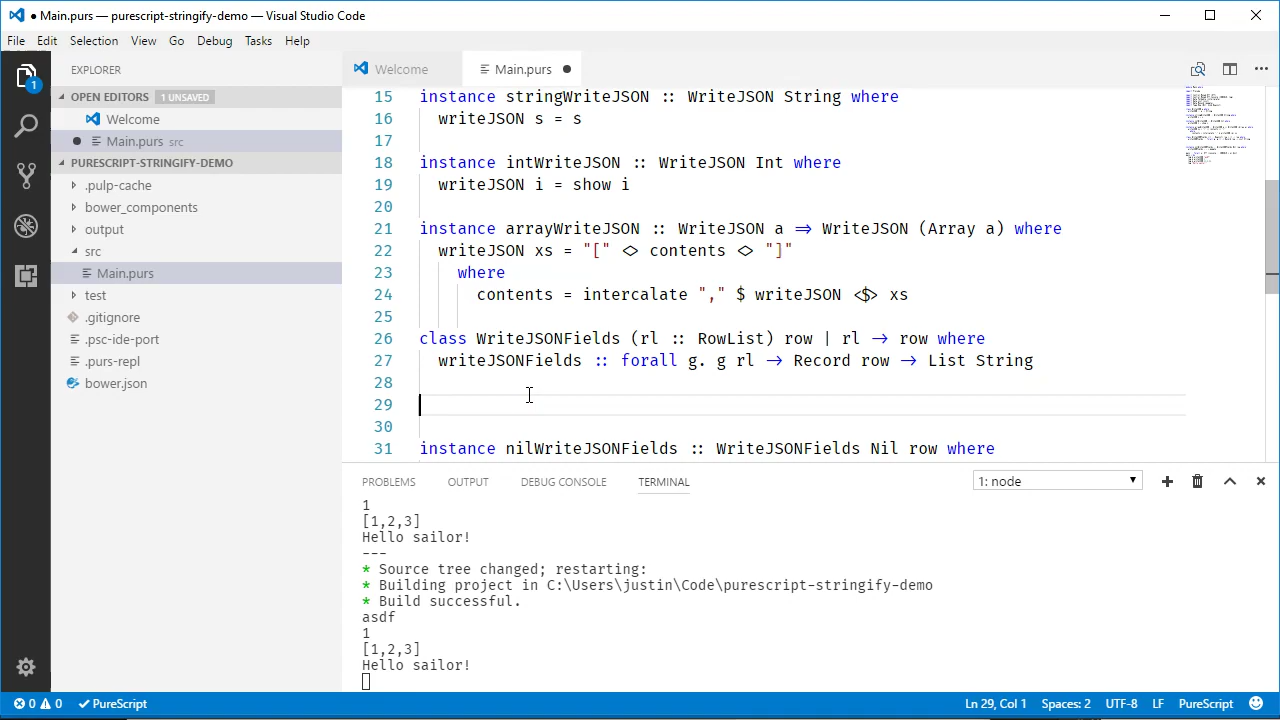 ● Main.purs — purescript-stringify-demo — Visual Studio Code
File Edit Selection View Go Debug Tasks Help
EXPLORER
OPEN EDITORS 1 UNSAVED
Welcome
Main.purs src
PURESCRIPT-STRINGIFY-DEMO
.pulp-cache
bower_components
output
src
Main.purs
test
.gitignore
.psc-ide-port
.purs-repl
bower.json
1
Welcome Main.purs ●
15 instance stringWriteJSON :: WriteJSON String where
16 writeJSON s = s
17
18 instance intWriteJSON :: WriteJSON Int where
19 writeJSON i = show i
20
21 instance arrayWriteJSON :: WriteJSON a => WriteJSON (Array a) where
22 writeJSON xs = "[" <> contents <> "]"
23 where
24 contents = intercalate "," $ writeJSON <$> xs
25
26 class WriteJSONFields (rl :: RowList) row | rl -> row where
27 writeJSONFields :: forall g. g rl -> Record row -> List String
28
29
30
31 instance nilWriteJSONFields :: WriteJSONFields Nil row where
PROBLEMS OUTPUT DEBUG CONSOLE TERMINAL 1: node
1
[1,2,3]
Hello sailor!
---
* Source tree changed; restarting:
* Building project in C:\Users\justin\Code\purescript-stringify-demo
* Build successful.
asdf
1
[1,2,3]
Hello sailor!
0 0 PureScript Ln 29, Col 1 Spaces: 2 UTF-8 LF PureScript